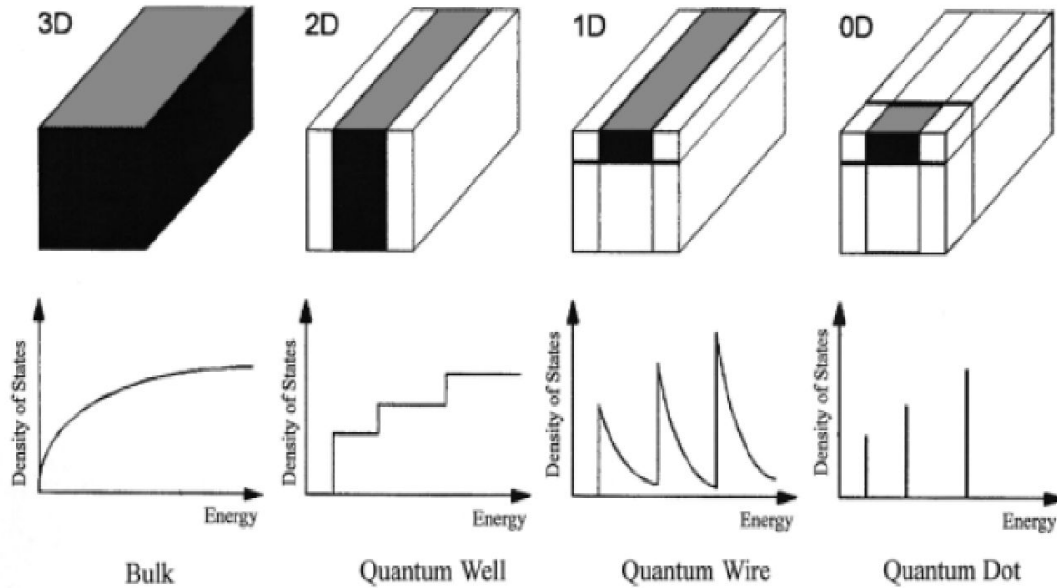 3D
2D
1D
0D
Density of States
Energy
Density of States
Energy
Density of States
Energy
Density of States
Energy
Bulk
Quantum Well
Quantum Wire
Quantum Dot